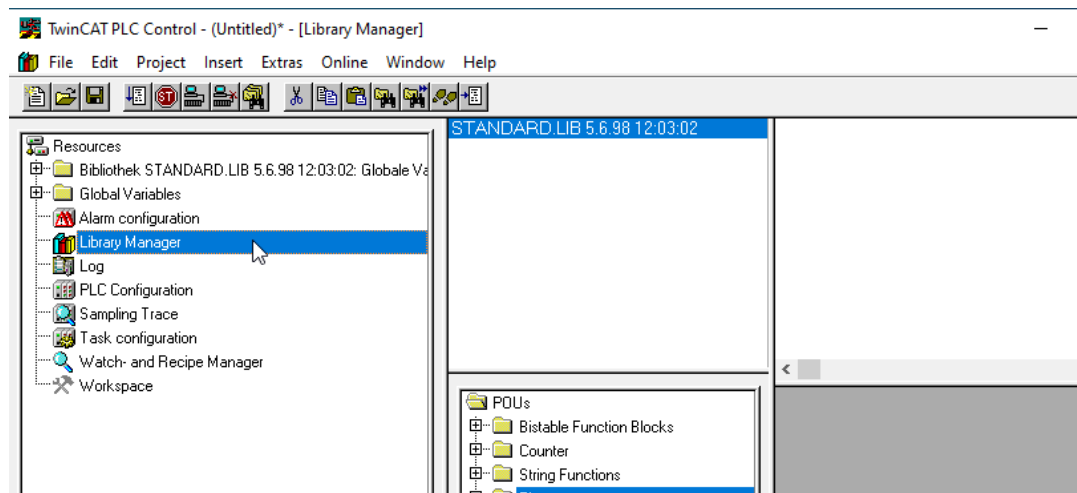 TwinCAT PLC Control - (Untitled)* - [Library Manager]
File Edit Project Insert Extras Online Window Help
ST
Resources
Bibliothek STANDARD.LIB 5.6.98 12:03:02: Globale Va
Global Variables
Alarm configuration
Library Manager
Log
PLC Configuration
Sampling Trace
Task configuration
Watch- and Recipe Manager
Workspace
STANDARD.LIB 5.6.98 12:03:02
POUs
Bistable Function Blocks
Counter
String Functions